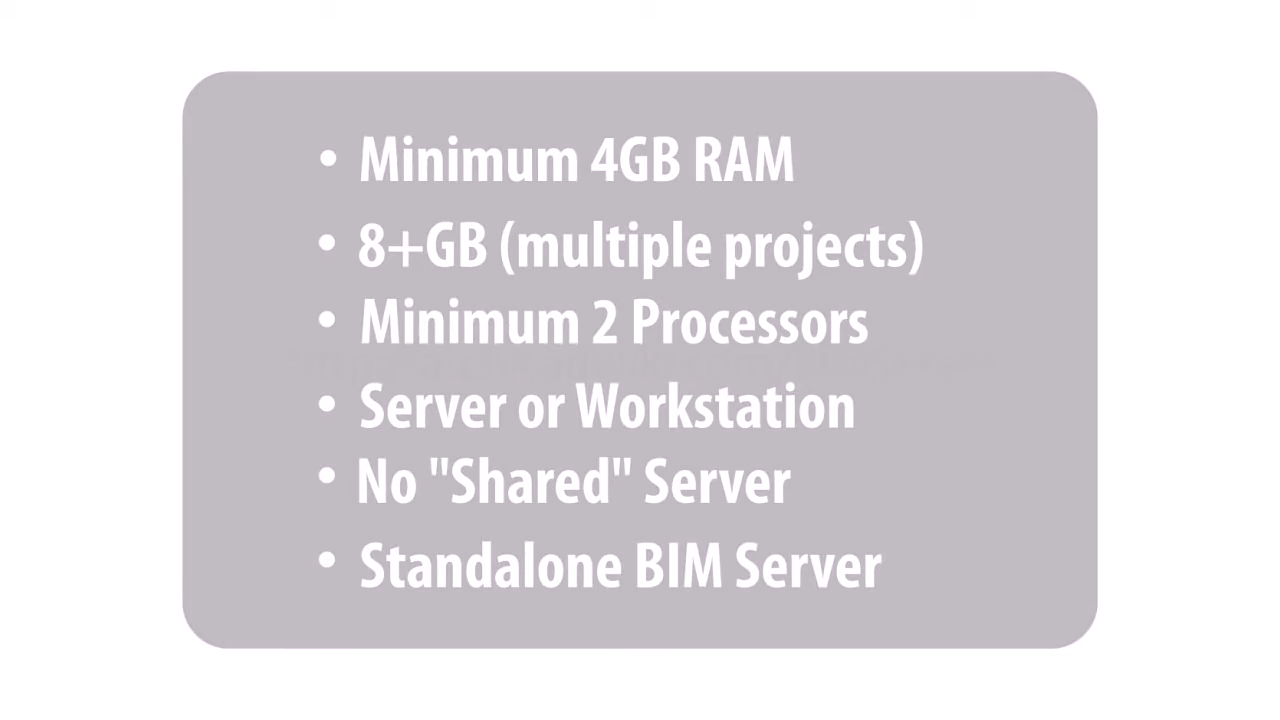 • Minimum 4GB RAM
• 8+GB (multiple projects)
• Minimum 2 Processors
• Server or Workstation
• No "Shared" Server
• Standalone BIM Server